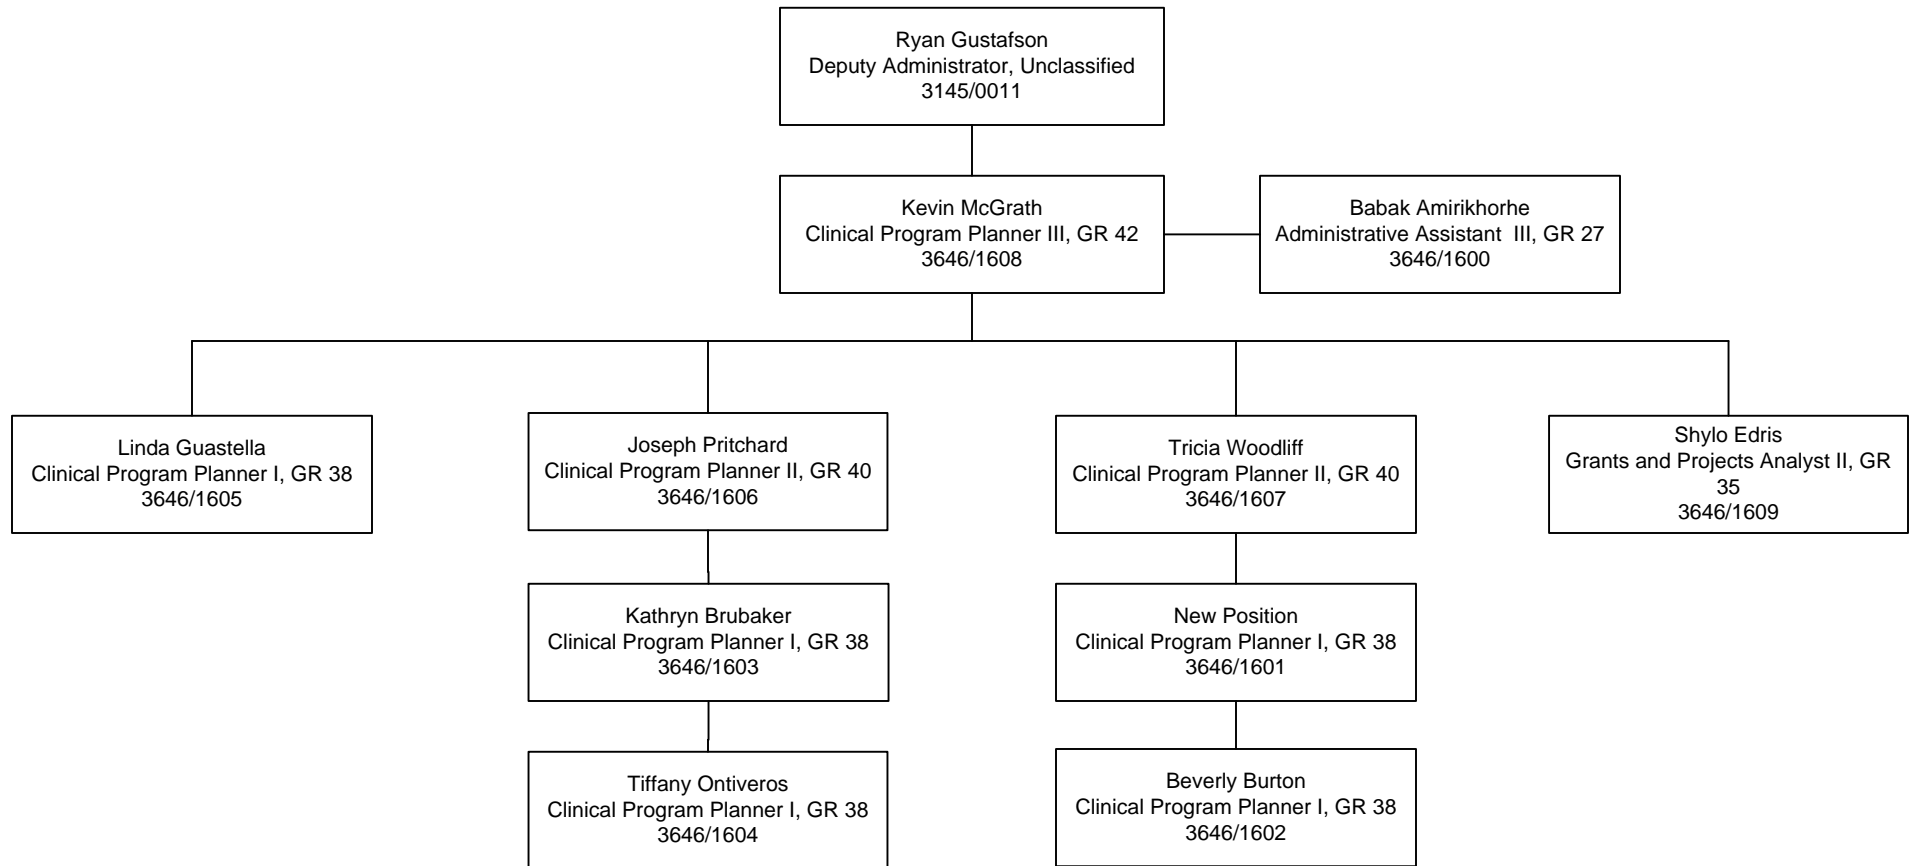 Ryan Gustafson
Deputy Administrator, Unclassified
3145/0011
Kevin McGrath
Clinical Program Planner III, GR 42
3646/1608
Babak Amirikhorhe
Administrative Assistant  III, GR 27
3646/1600
Linda Guastella
Clinical Program Planner I, GR 38
3646/1605
Joseph Pritchard
Clinical Program Planner II, GR 40
3646/1606
Tricia Woodliff
Clinical Program Planner II, GR 40
3646/1607
Shylo Edris
Grants and Projects Analyst II, GR
35
3646/1609
Kathryn Brubaker
Clinical Program Planner I, GR 38
3646/1603
New Position
Clinical Program Planner I, GR 38
3646/1601
Tiffany Ontiveros
Clinical Program Planner I, GR 38
3646/1604
Beverly Burton
Clinical Program Planner I, GR 38
3646/1602